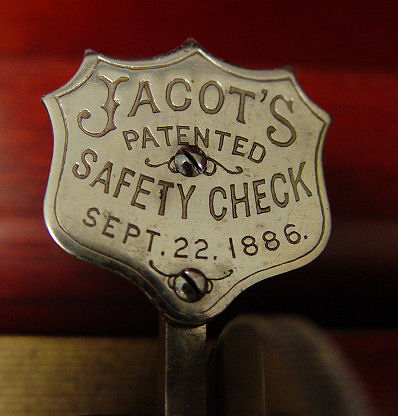 JACOT'S
PATENTED
SAFETY CHECK
SEPT. 22. 1886.